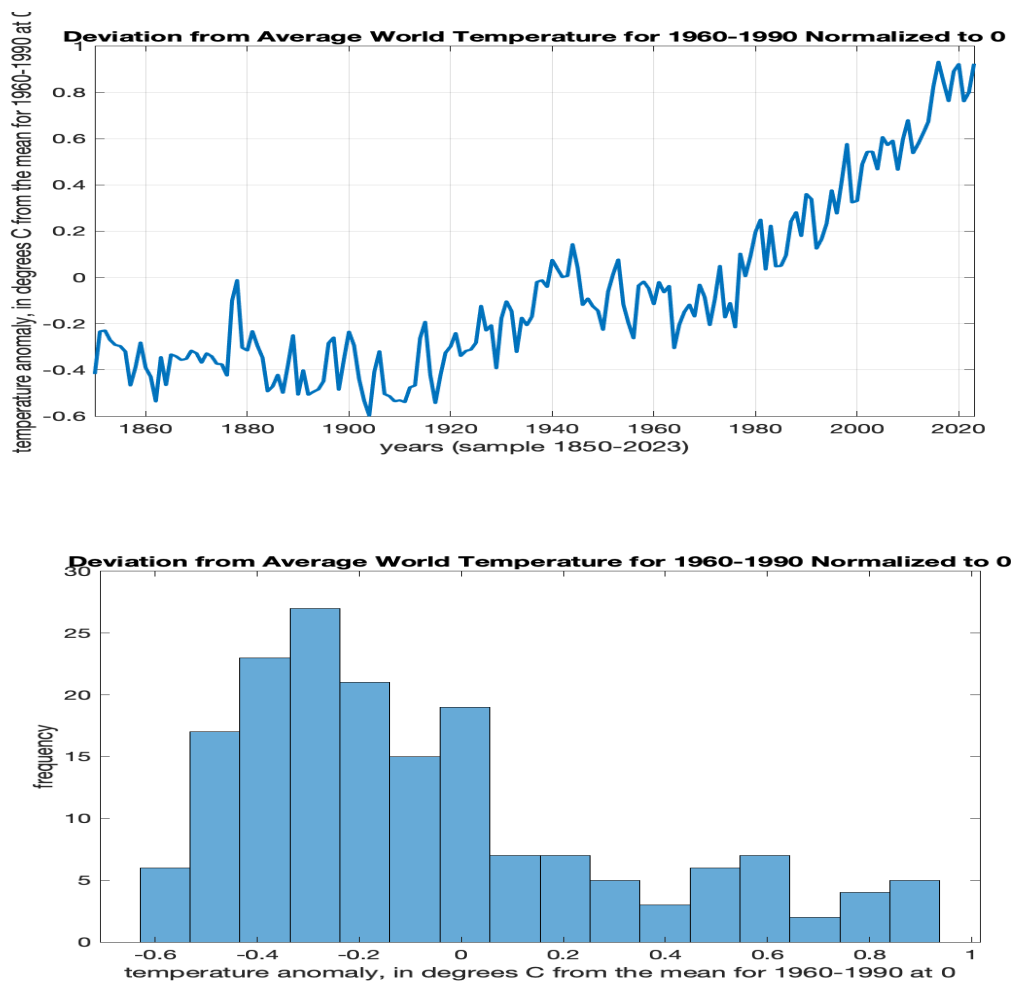 Deviation from Average World Temperature for 1960-1990 Normalized to 0
temperature anomaly, in degrees C from the mean for 1960-1990 at
1
0.8
0.6
0.4
0.2
0
-0.2
-0.4
-0.6
1860 1880 1900 1920 1940 1960 1980 2000 2020
years (sample 1850-2023)
Deviation from Average World Temperature for 1960-1990 Normalized to 0
frequency
30
25
20
15
10
5
0
-0.6 -0.4 -0.2 0 0.2 0.4 0.6 0.8 1
temperature anomaly, in degrees C from the mean for 1960-1990 at 0